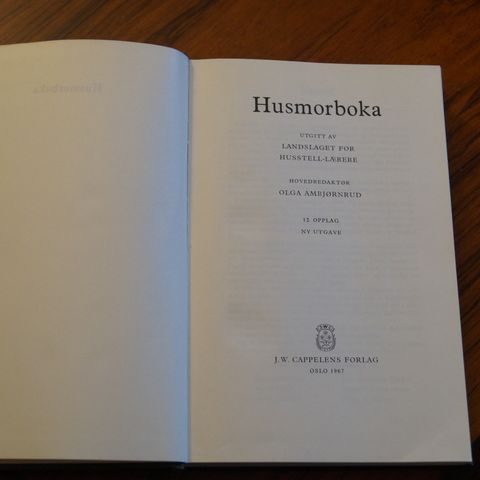 Husmorboka
UTGITT AV
LANDSLAGET FOR
HUSSTELL-LÆRERE
HOVEDREDAKTØR
OLGA AMBJØRNRUD
12. OPPLAG
NY UTGAVE
J. W. CAPPELENS FORLAG
OSLO 1967